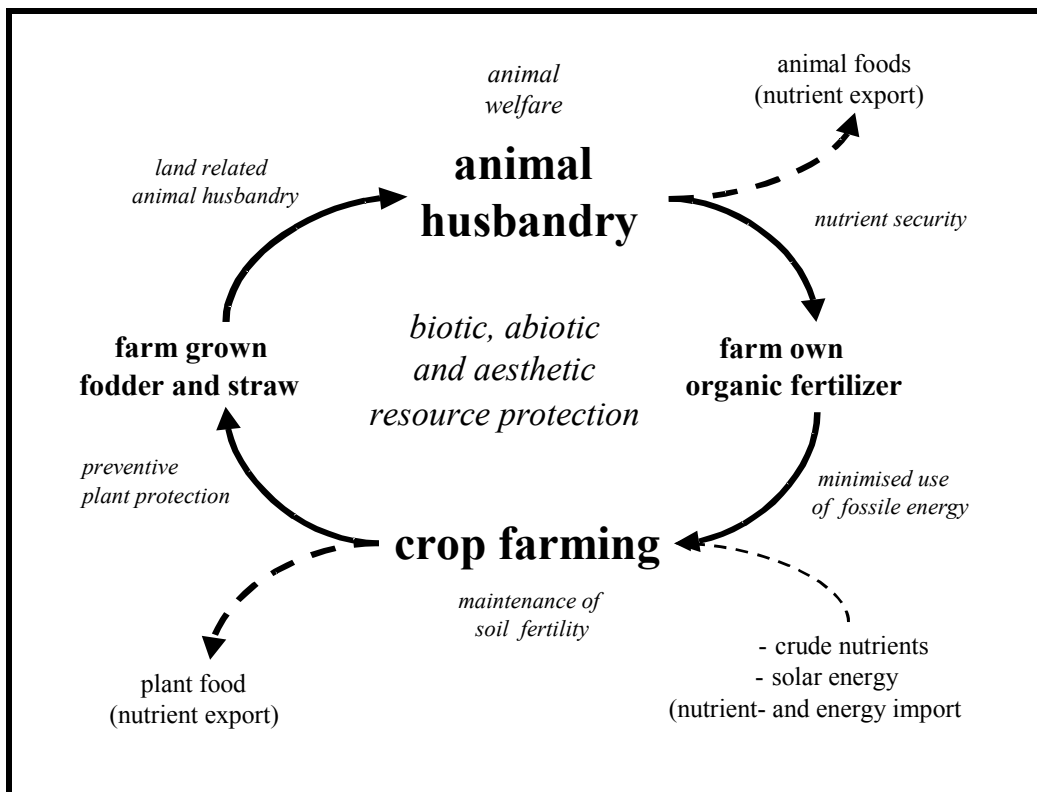 animal
welfare
animal foods
(nutrient export)
animal
husbandry
land related
animal husbandry
nutrient security
biotic, abiotic
and aesthetic
resource protection
farm grown
fodder and straw
farm own
organic fertilizer
preventive
plant protection
minimised use
of fossile energy
crop farming
maintenance of
soil fertility
- crude nutrients
- solar energy
(nutrient- and energy import
plant food
(nutrient export)